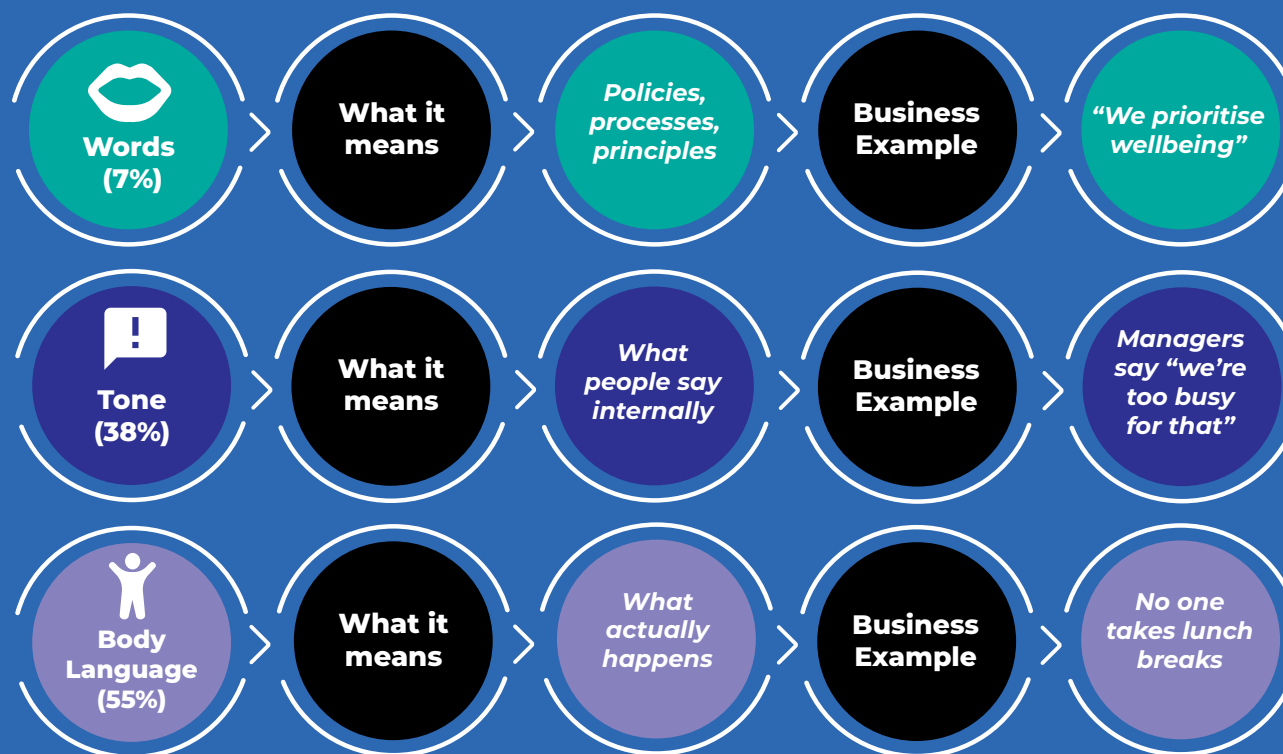 Words
(7%)
What it
means
Policies,
processes,
principles
Business
Example
“We prioritise
wellbeing”
!
Tone
(38%)
What it
means
What
people say
internally
Business
Example
Managers
say “we’re
too busy
for that”
Body
Language
(55%)
What it
means
What
actually
happens
Business
Example
No one
takes lunch
breaks